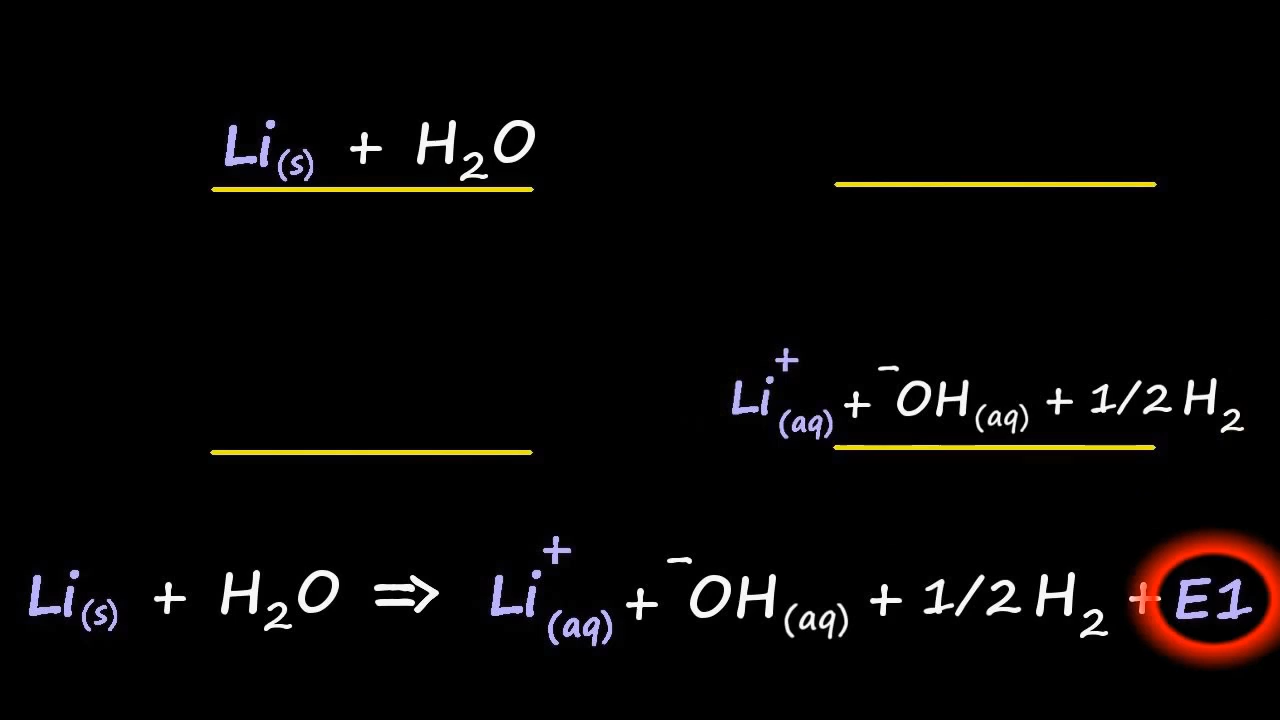 Li(s) + H₂O
Li⁺(aq) + ⁻OH(aq) + 1/2 H₂
Li(s) + H₂O => Li⁺(aq) + ⁻OH(aq) + 1/2 H₂ + E1